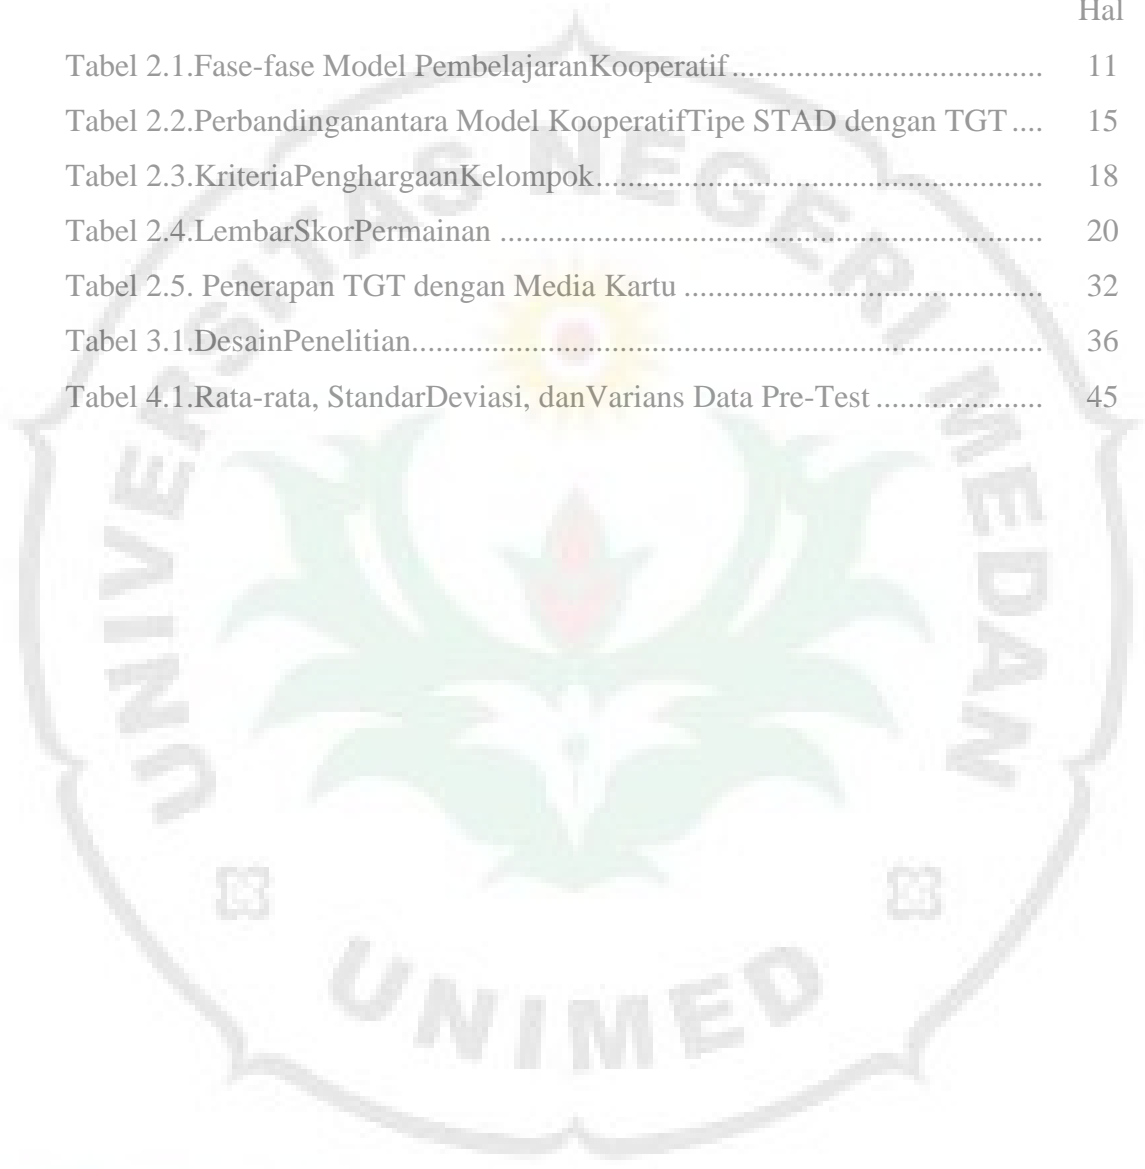 Hal
Tabel 2.1.Fase-fase Model PembelajaranKooperatif...................................... 11
Tabel 2.2.Perbandinganantara Model KooperatifTipe STAD dengan TGT.... 15
Tabel 2.3.KriteriaPenghargaanKelompok....................................................... 18
Tabel 2.4.LembarSkorPermainan ................................................................... 20
Tabel 2.5. Penerapan TGT dengan Media Kartu ............................................ 32
Tabel 3.1.DesainPenelitian.............................................................................. 36
Tabel 4.1.Rata-rata, StandarDeviasi, danVarians Data Pre-Test ..................... 45
UNIVERSITAS NEGERI MEDAN
UNIMED